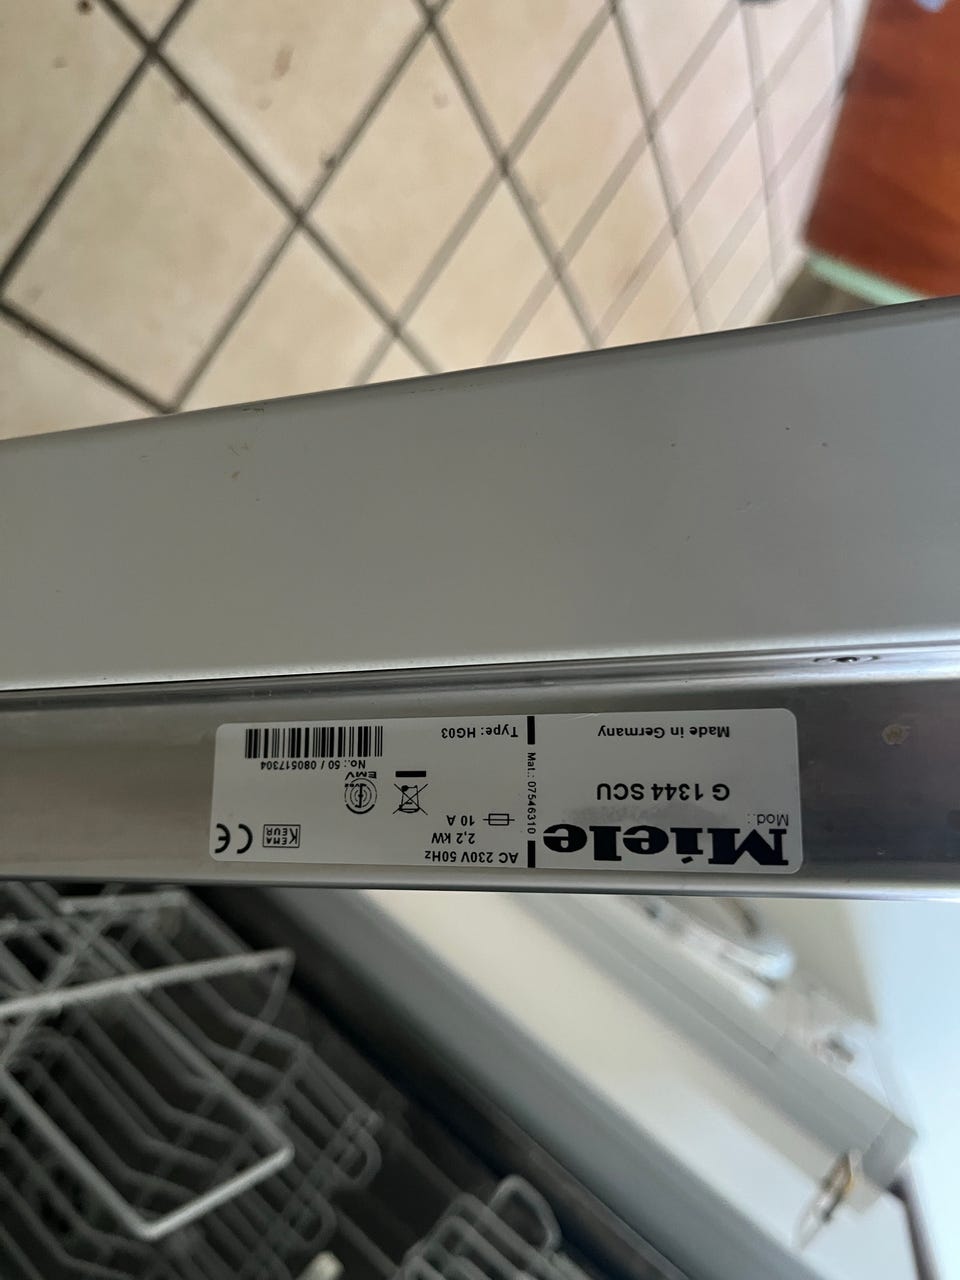 Miele
Mod.:
G 1344 SCU
Made in Germany
Mat.: 07546310
AC 230V 50Hz
2,2 kW
10 A
Type: HG03
KEMA
EUR
CE
EMV
No.: 50 / 080517304